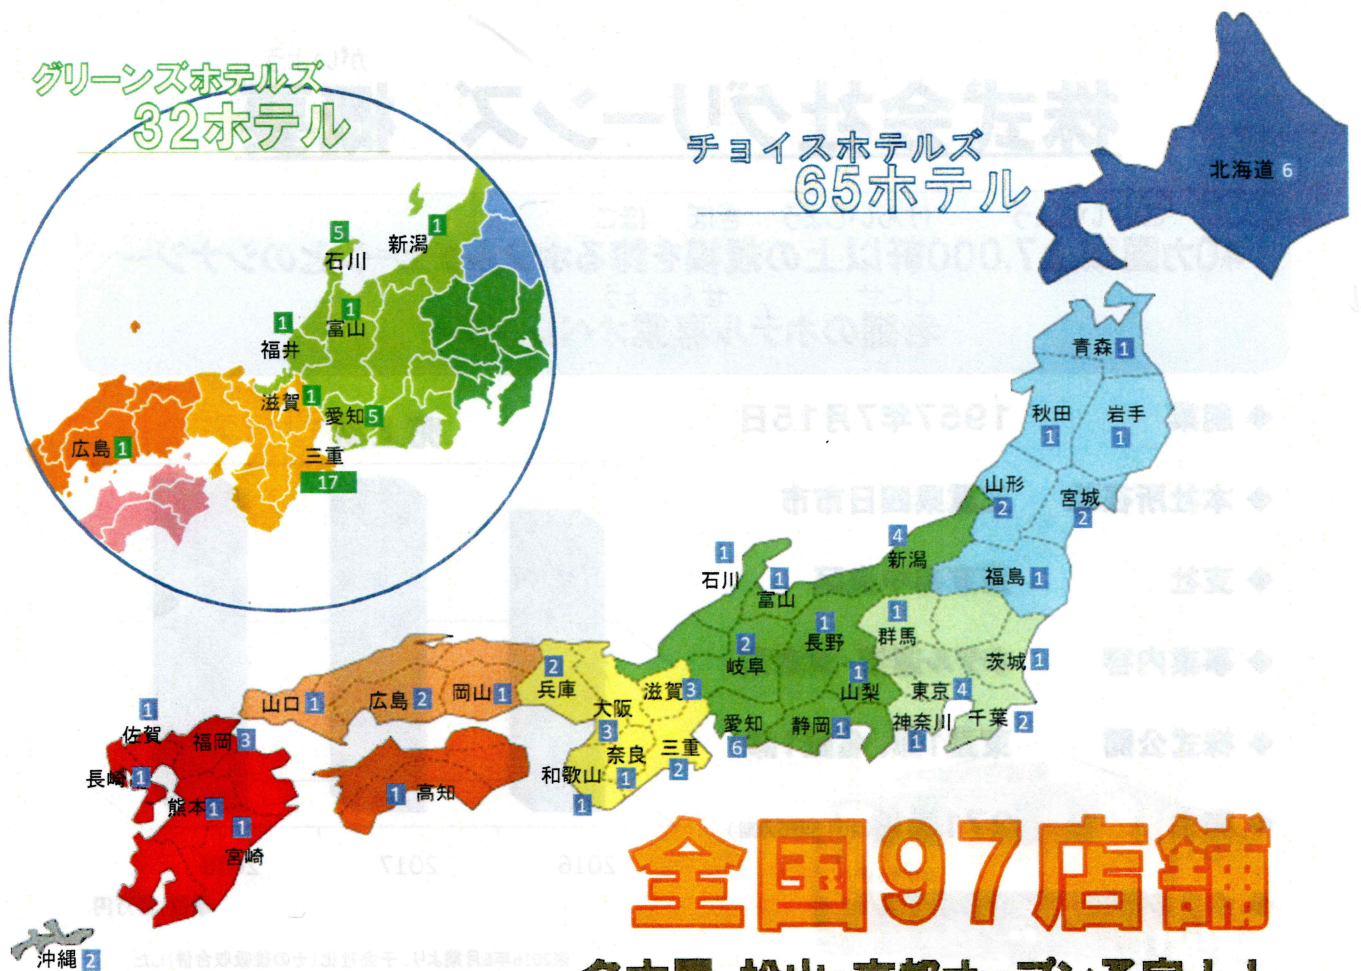 グリーンズホテルズ
32ホテル
新潟 1
5
石川
1
富山
1
福井
滋賀 1
愛知 5
広島 1
三重
17
チョイスホテルズ
65ホテル
北海道 6
青森 1
秋田
1
岩手
1
山形
2
宮城
2
4
新潟
福島 1
1
石川
1
富山
1
長野
1
群馬
2
岐阜
茨城 1
1
山梨
東京 4
千葉 2
神奈川
1
静岡 1
愛知
6
滋賀 3
2
兵庫
大阪
3
奈良
1
三重
2
和歌山
1
岡山 1
広島 2
山口 1
1 高知
1
佐賀
福岡 3
長崎 1
熊本 1
1
宮崎
沖縄 2
全国97店舗